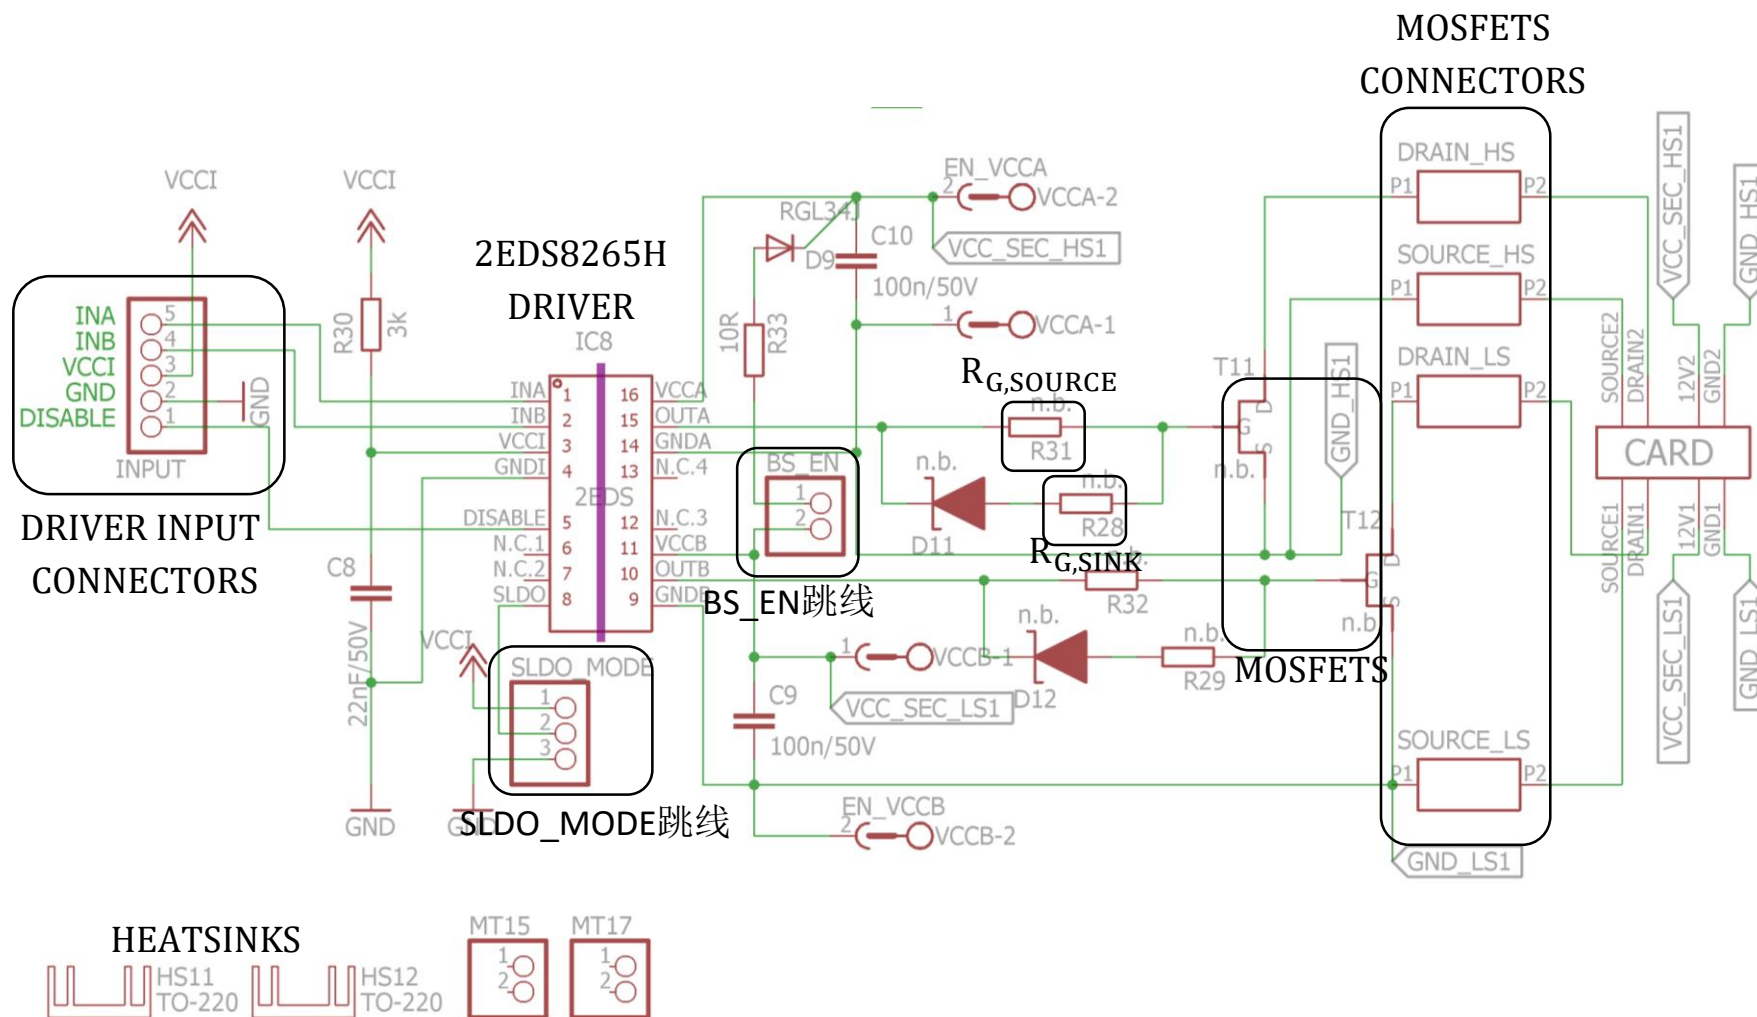 MOSFETS
CONNECTORS
VCCI
VCCI
EN_VCCA
2
VCCA-2
DRAIN_HS
P1
P2
VCC_SEC_HS1
GND_HS1
RGL34J
C10
D9
100n/50V
VCC_SEC_HS1
2EDS8265H
DRIVER
SOURCE_HS
P1
P2
INA
5
INB
4
VCCI
3
GND
2
DISABLE
1
INPUT
GND
R30
3k
IC8
10R
R33
1
VCCA-1
DRAIN_LS
P1
P2
SOURCE2
DRAIN2
12V2
GND2
RG,SOURCE
n.b.
R31
T11
D
G
S
n.b.
GND_HS1
INA
1
16
VCCA
INB
2
15
OUTA
VCCI
3
14
GNDA
GNDI
4
13
N.C.4
2EDS
DISABLE
5
12
N.C.3
N.C.1
6
11
VCCB
N.C.2
7
10
OUTB
SLDO
8
9
GNDB
BS_EN
1
2
BS_EN跳线
n.b.
D11
n.b.
R28
RG,SINK
n.b.
R32
T12
D
G
S
n.b.
CARD
SOURCE1
DRAIN1
12V1
GND1
DRIVER INPUT
CONNECTORS
C8
22nF/50V
VCCI
SLDO_MODE
1
2
3
SLDO_MODE跳线
GND
GND
1
VCCB-1
VCC_SEC_LS1
C9
100n/50V
D12
n.b.
R29
MOSFETS
VCC_SEC_LS1
GND_LS1
SOURCE_LS
P1
P2
EN_VCCB
2
VCCB-2
GND_LS1
HEATSINKS
HS11
TO-220
HS12
TO-220
MT15
1
2
MT17
1
2